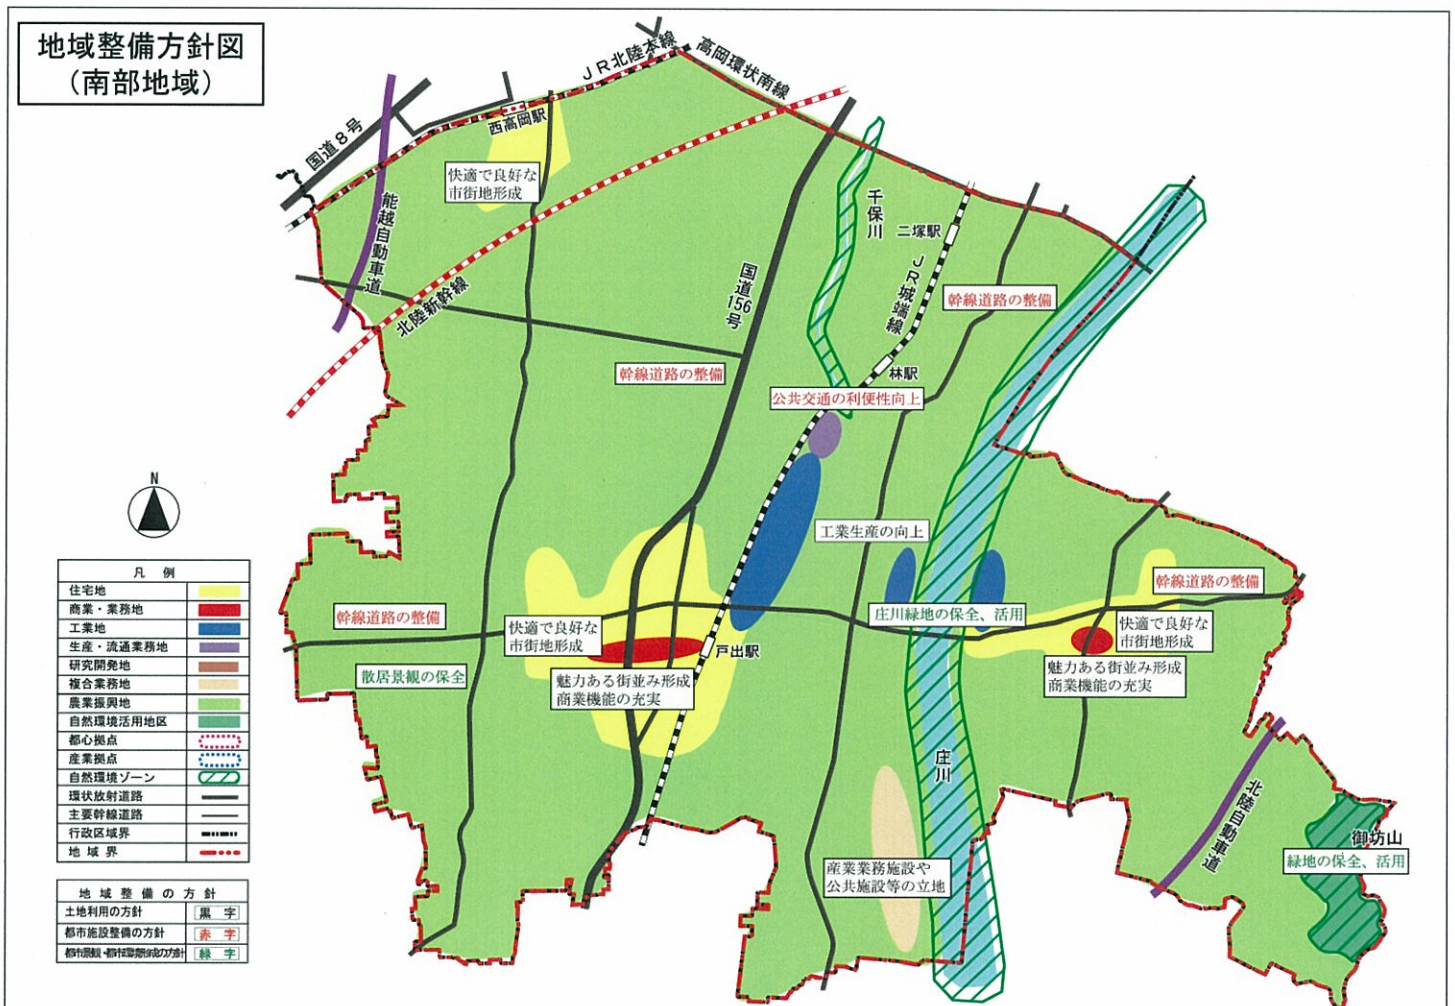 地域整備方針図
（南部地域）
JR北陸本線
高岡環状南線
国道8号
西高岡駅
快適で良好な
市街地形成
能越自動車道
北陸新幹線
国道156号
千保川
二塚駅
JR城端線
幹線道路の整備
林駅
幹線道路の整備
公共交通の利便性向上
工業生産の向上
幹線道路の整備
幹線道路の整備
庄川緑地の保全、活用
快適で良好な
市街地形成
戸出駅
快適で良好な
市街地形成
散居景観の保全
魅力ある街並み形成
商業機能の充実
魅力ある街並み形成
商業機能の充実
庄川
北陸自動車道
御坊山
緑地の保全、活用
産業業務施設や
公共施設等の立地
N
凡例
住宅地
商業・業務地
工業地
生産・流通業務地
研究開発地
複合業務地
農業振興地
自然環境活用地区
都心拠点
産業拠点
自然環境ゾーン
環状放射道路
主要幹線道路
行政区域界
地域界
地域整備の方針
土地利用の方針 黒字
都市施設整備の方針 赤字
緑字